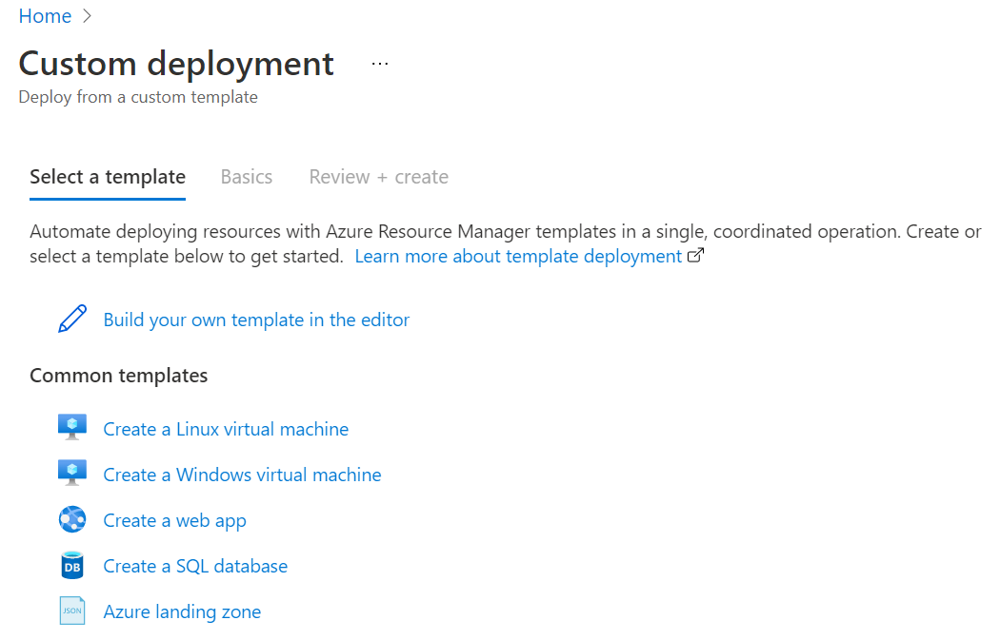 Home >
Custom deployment ...
Deploy from a custom template
Select a template Basics Review + create
Automate deploying resources with Azure Resource Manager templates in a single, coordinated operation. Create or
select a template below to get started. Learn more about template deployment
Build your own template in the editor
Common templates
Create a Linux virtual machine
Create a Windows virtual machine
Create a web app
DB Create a SQL database
JSON Azure landing zone